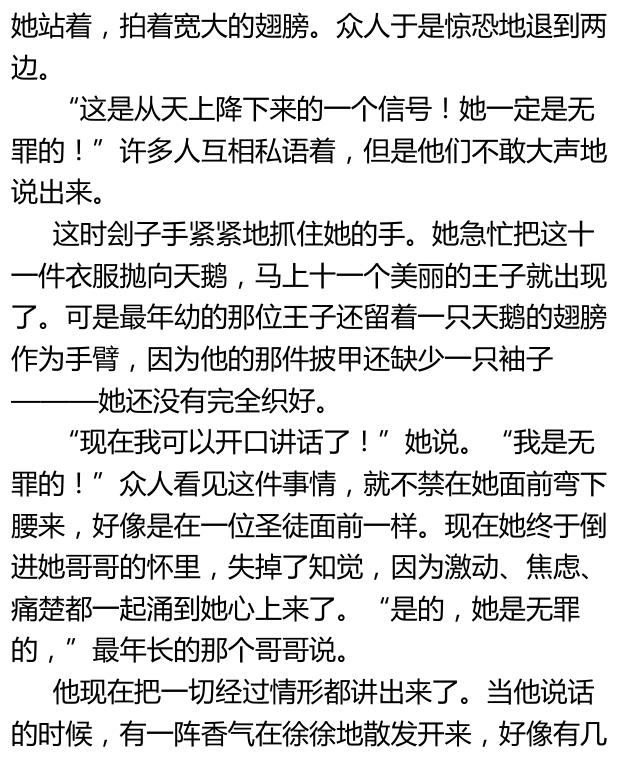 她站着，拍着宽大的翅膀。众人于是惊恐地退到两
边。
“这是从天上降下来的一个信号！她一定是无
罪的！”许多人互相私语着，但是他们不敢大声地
说出来。
这时刽子手紧紧地抓住她的手。她急忙把这十
一件衣服抛向天鹅，马上十一个美丽的王子就出现
了。可是最年幼的那位王子还留着一只天鹅的翅膀
作为手臂，因为他的那件披甲还缺少一只袖子
———她还没有完全织好。
“现在我可以开口讲话了！”她说。“我是无
罪的！”众人看见这件事情，就不禁在她面前弯下
腰来，好像是在一位圣徒面前一样。现在她终于倒
进她哥哥的怀里，失掉了知觉，因为激动、焦虑、
痛楚都一起涌到她心上来了。“是的，她是无罪
的，”最年长的那个哥哥说。
他现在把一切经过情形都讲出来了。当他说话
的时候，有一阵香气在徐徐地散发开来，好像有几